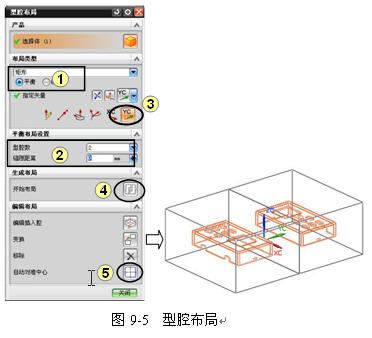 型腔布局
产品
选择体 (1)
布局类型
矩形
平衡
指定矢量
YC
XC
YC
平衡布局设置
型腔数
2
缝隙距离
0
mm
生成布局
开始布局
编辑布局
编辑插入腔
变换
移除
自动对准中心
关闭
①
②
③
④
⑤
ZC
YC
XC
图 9-5 型腔布局